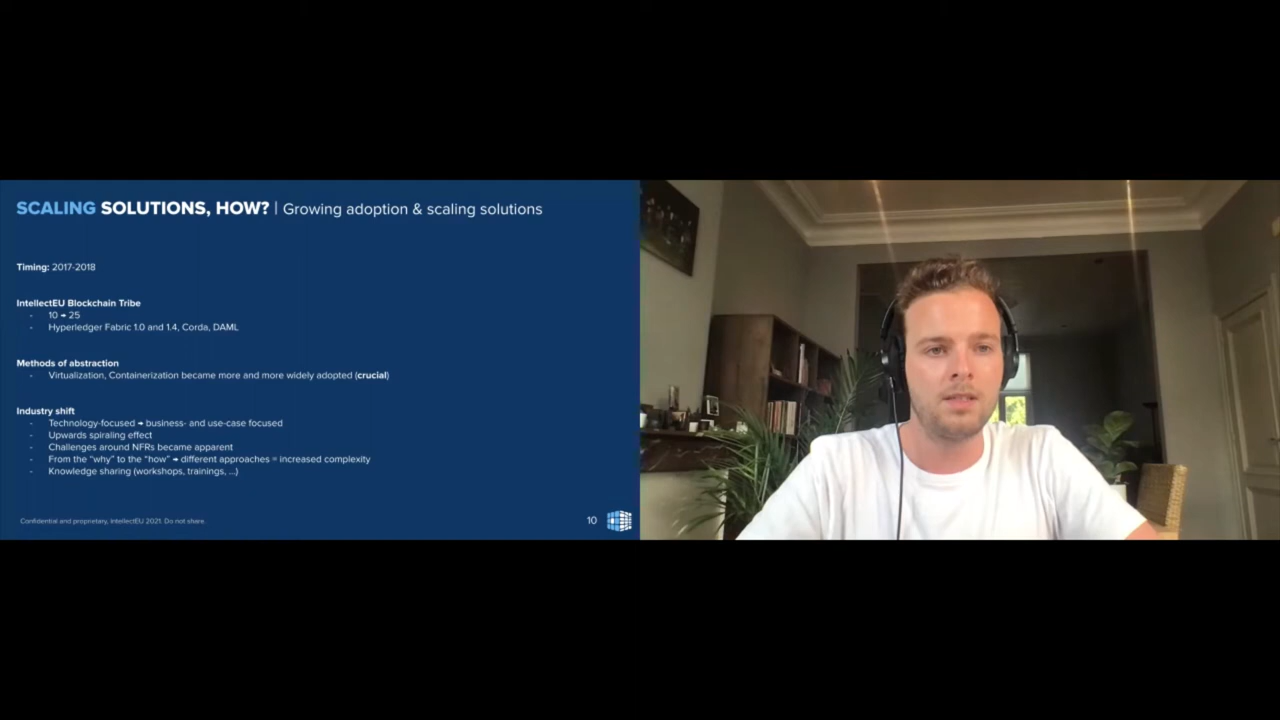 SCALING SOLUTIONS, HOW? | Growing adoption & scaling solutions
Timing: 2017-2018
IntellectEU Blockchain Tribe
- 10 → 25
- Hyperledger Fabric 1.0 and 1.4, Corda, DAML
Methods of abstraction
- Virtualization, Containerization became more and more widely adopted (crucial)
Industry shift
- Technology-focused → business- and use-case focused
- Upwards spiraling effect
- Challenges around NFRs became apparent
- From the “why” to the “how” → different approaches = increased complexity
- Knowledge sharing (workshops, trainings, ...)
Confidential and proprietary, IntellectEU 2021. Do not share.
10